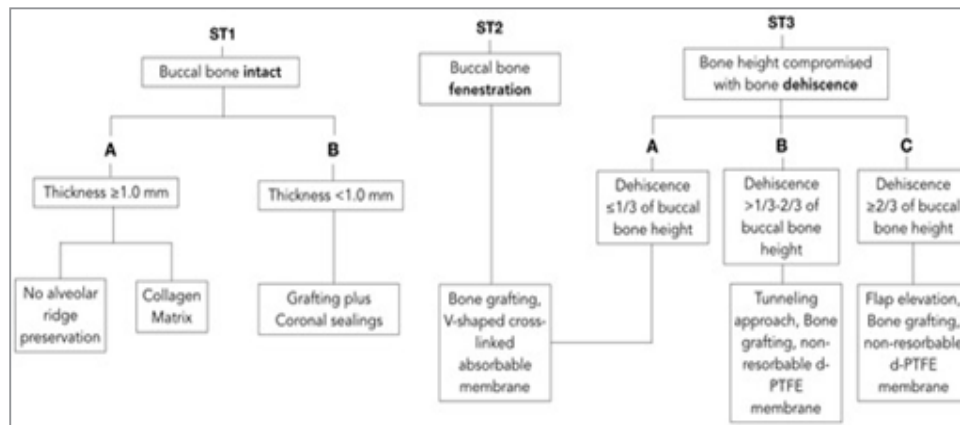 ST1
Buccal bone intact
A
Thickness ≥1.0 mm
No alveolar
ridge
preservation
Collagen
Matrix
B
Thickness <1.0 mm
Grafting plus
Coronal sealings
ST2
Buccal bone
fenestration
Bone grafting,
V-shaped cross-
linked
absorbable
membrane
ST3
Bone height compromised
with bone dehiscence
A
Dehiscence
≤1/3 of buccal
bone height
B
Dehiscence
>1/3-2/3 of
buccal bone
height
Tunneling
approach, Bone
grafting, non-
resorbable d-
PTFE
membrane
C
Dehiscence
≥2/3 of buccal
bone height
Flap elevation,
Bone grafting,
non-resorbable
d-PTFE
membrane